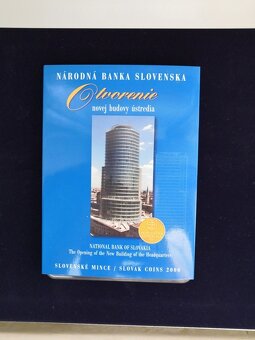 NÁRODNÁ BANKA SLOVENSKA
Otvorenie
novej budovy ústredia
NATIONAL BANK OF SLOVAKIA
The Opening of the New Building of the Headquarters
SLOVENSKÉ MINCE / SLOVAK COINS 2000